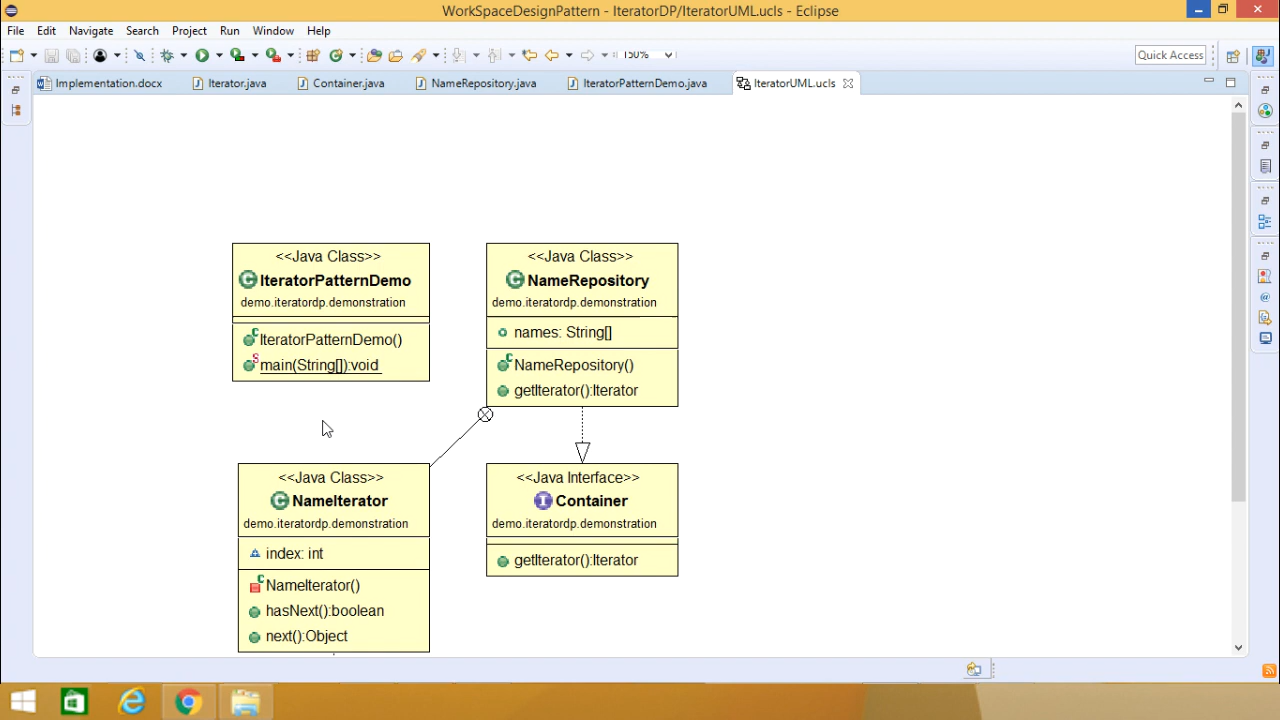 WorkSpaceDesignPattern - IteratorDP/IteratorUML.ucls - Eclipse
File Edit Navigate Search Project Run Window Help
150% Quick Access
Implementation.docx Iterator.java Container.java NameRepository.java IteratorPatternDemo.java IteratorUML.ucls
<<Java Class>>
IteratorPatternDemo
demo.iteratordp.demonstration
IteratorPatternDemo()
main(String[]):void
<<Java Class>>
NameRepository
demo.iteratordp.demonstration
names: String[]
NameRepository()
getIterator():Iterator
<<Java Class>>
NameIterator
demo.iteratordp.demonstration
index: int
NameIterator()
hasNext():boolean
next():Object
<<Java Interface>>
Container
demo.iteratordp.demonstration
getIterator():Iterator